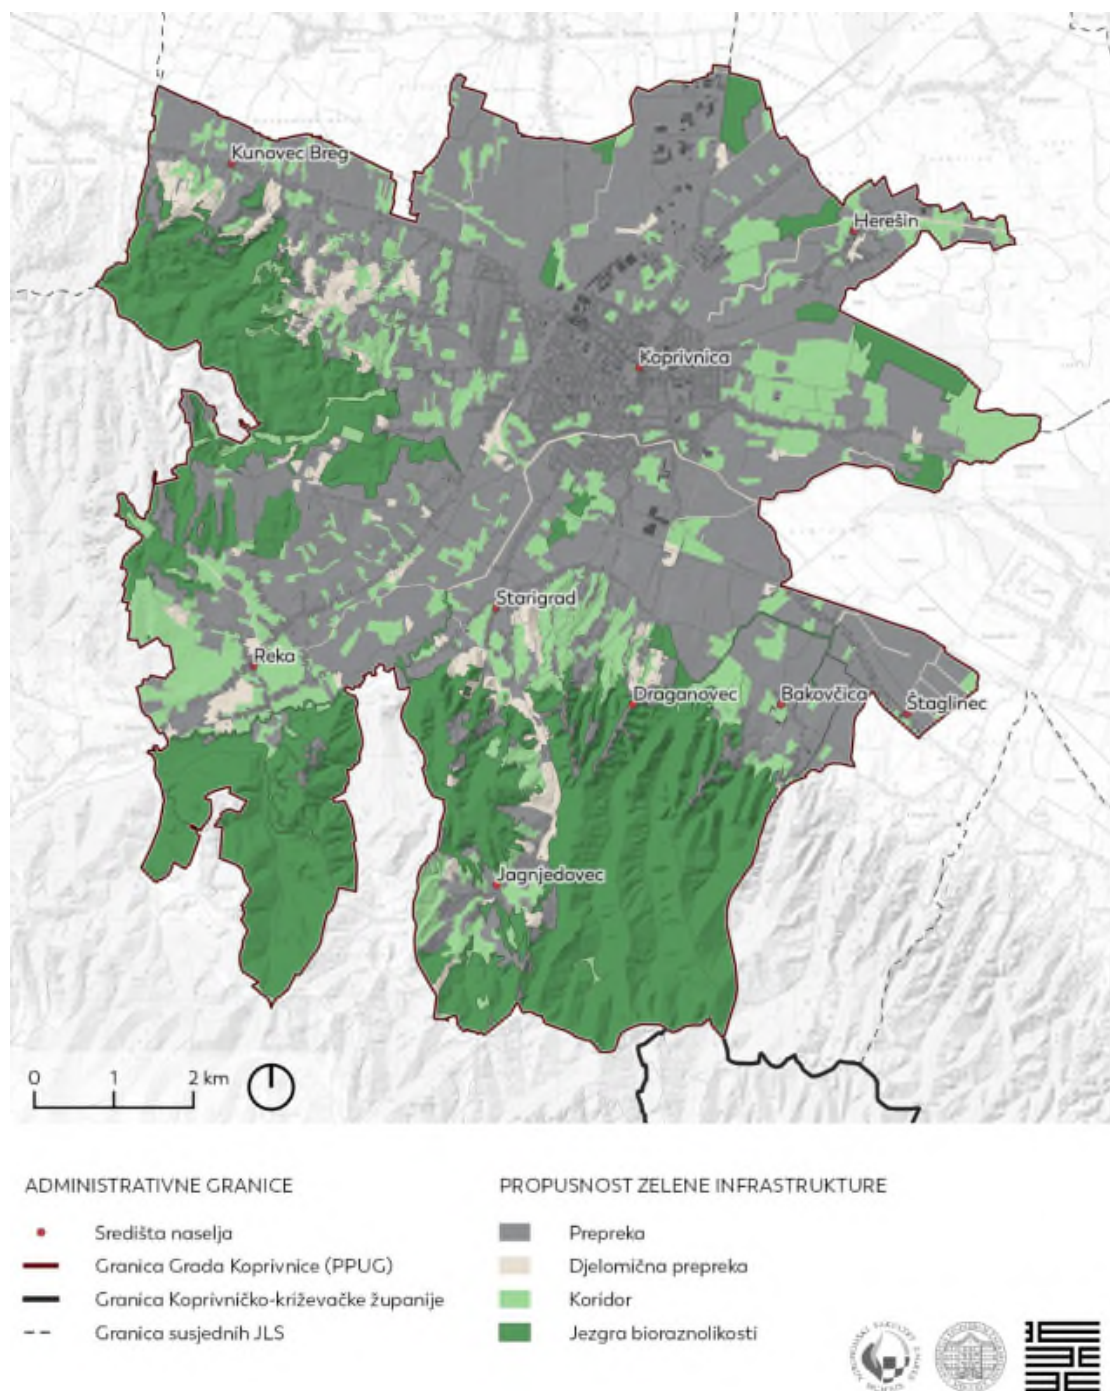 Kunovec Breg
Herešin
Koprivnica
Starigrad
Reka
Draganovec
Bakovčica
Štaglinec
Jagnjedovec
0 1 2 km
ADMINISTRATIVNE GRANICE
Središta naselja
Granica Grada Koprivnice (PPUG)
Granica Koprivničko-križevačke županije
Granica susjednih JLS
PROPUSNOST ZELENE INFRASTRUKTURE
Prepreka
Djelomična prepreka
Koridor
Jezgra bioraznolikosti